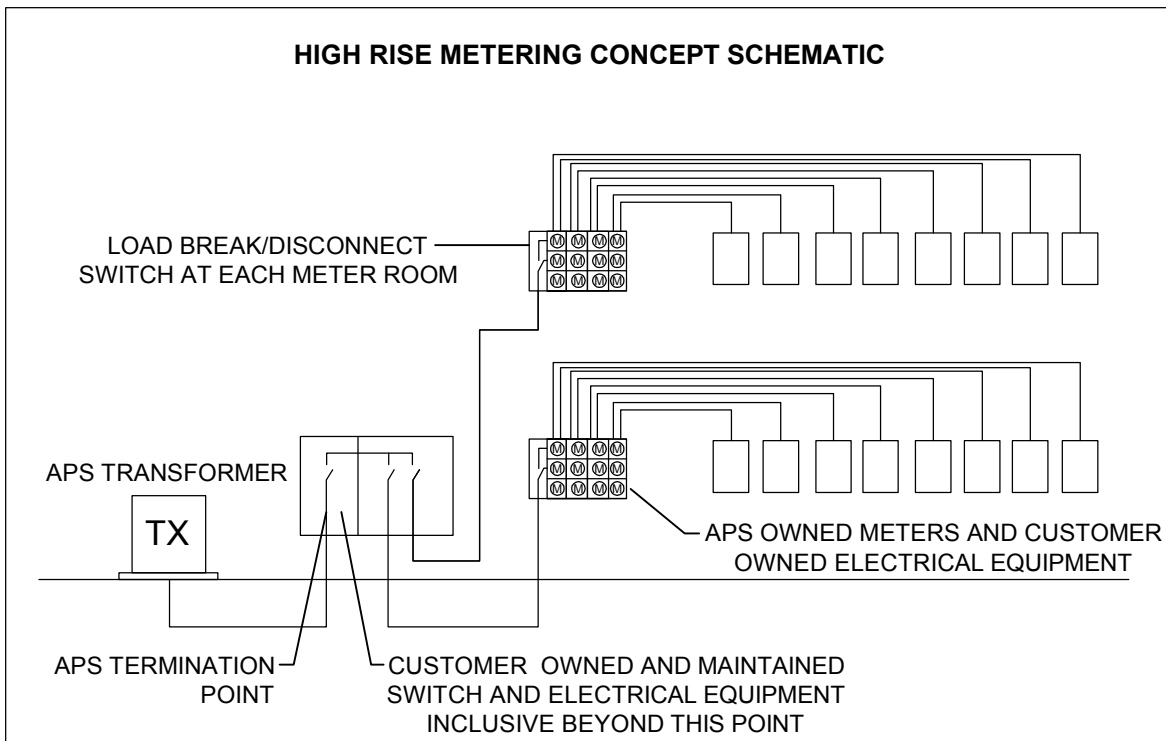 HIGH RISE METERING CONCEPT SCHEMATIC
LOAD BREAK/DISCONNECT
SWITCH AT EACH METER ROOM
M M M M
M M M M
M M M M
APS TRANSFORMER
TX
M M M M
M M M M
M M M M
APS OWNED METERS AND CUSTOMER
OWNED ELECTRICAL EQUIPMENT
APS TERMINATION
POINT
CUSTOMER OWNED AND MAINTAINED
SWITCH AND ELECTRICAL EQUIPMENT
INCLUSIVE BEYOND THIS POINT